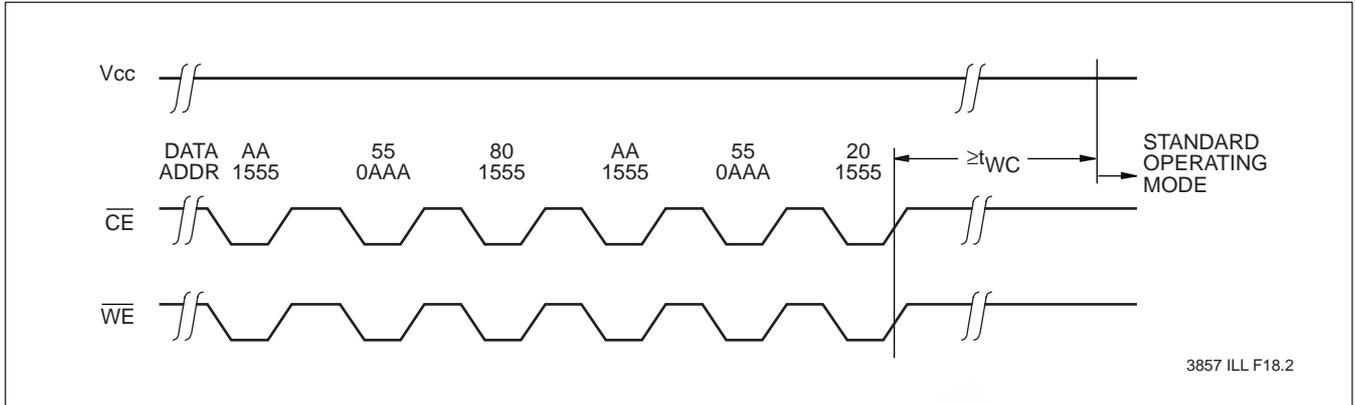 Vcc
DATA AA 55 80 AA 55 20
ADDR 1555 0AAA 1555 1555 0AAA 1555
≥tWC
STANDARD
OPERATING
MODE
CE
WE
3857 ILL F18.2